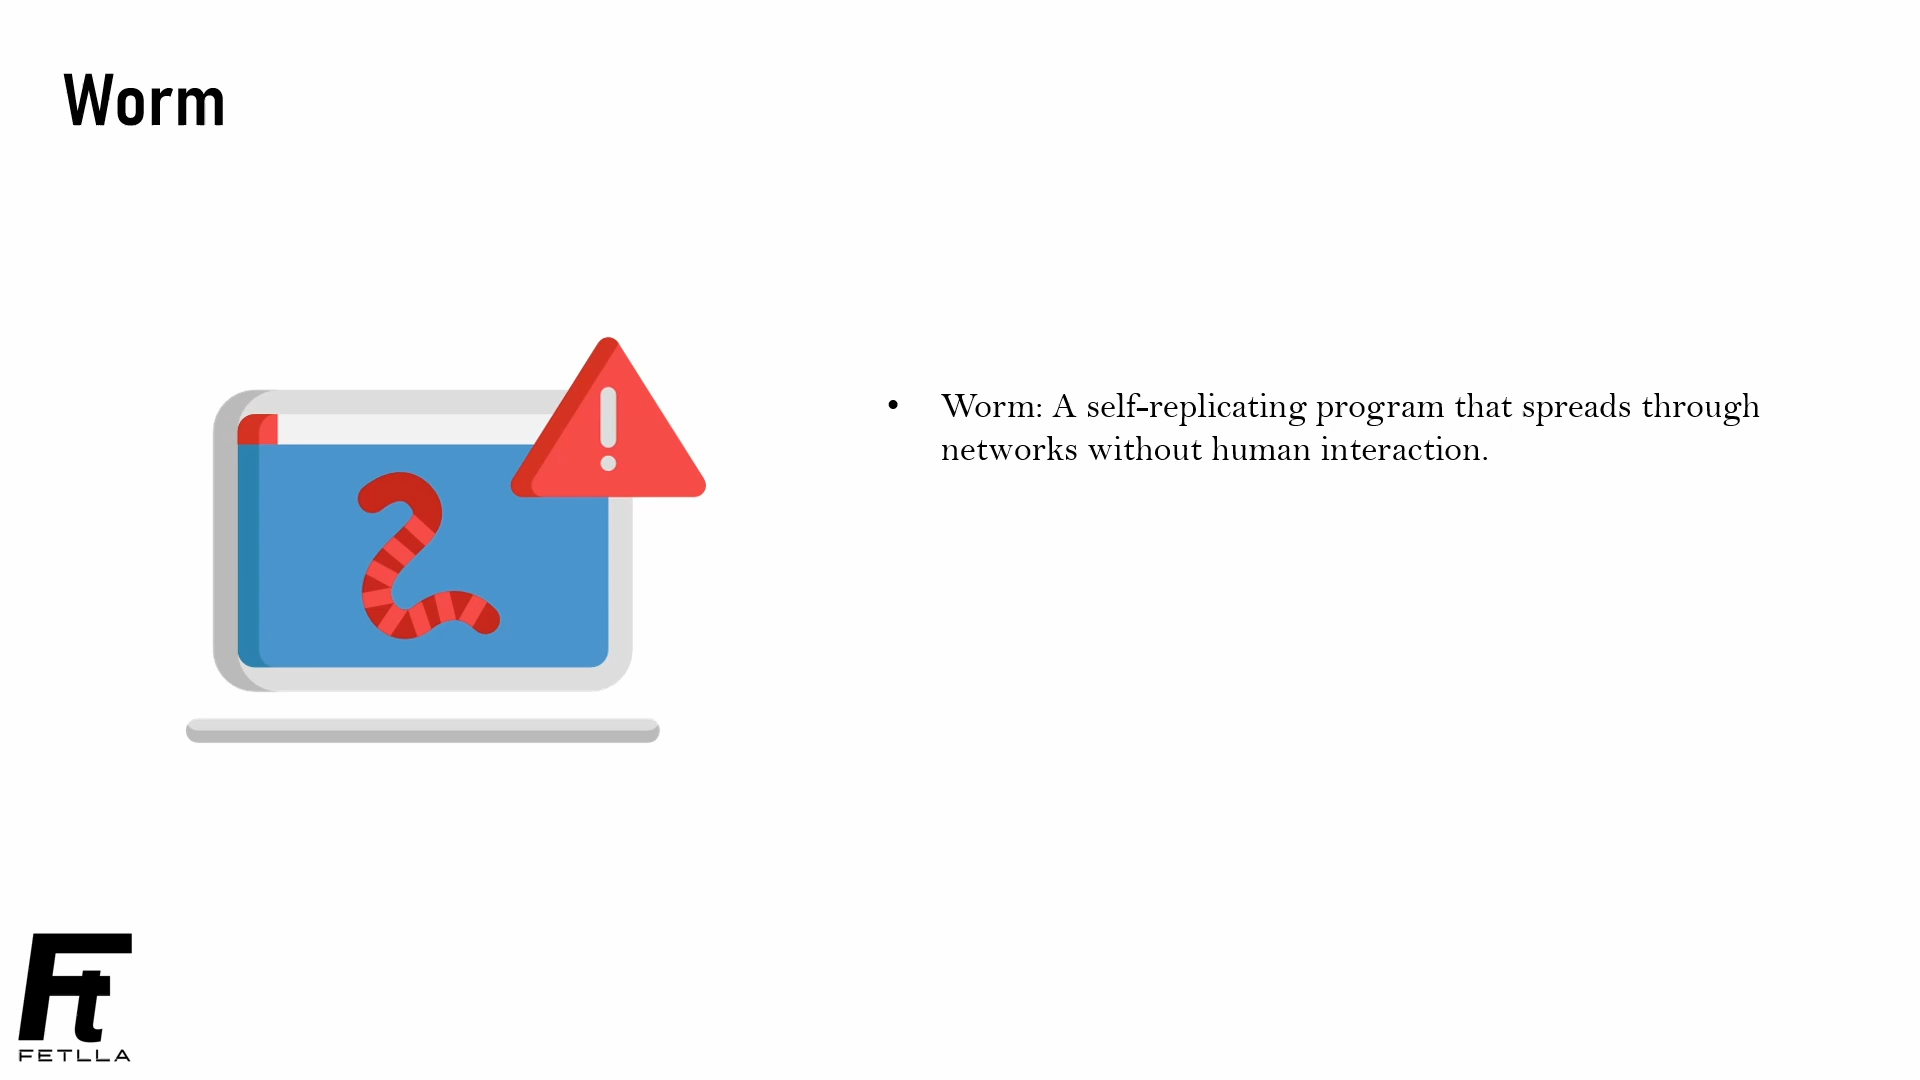 Worm
• Worm: A self-replicating program that spreads through
networks without human interaction.
Ft
FETLLA